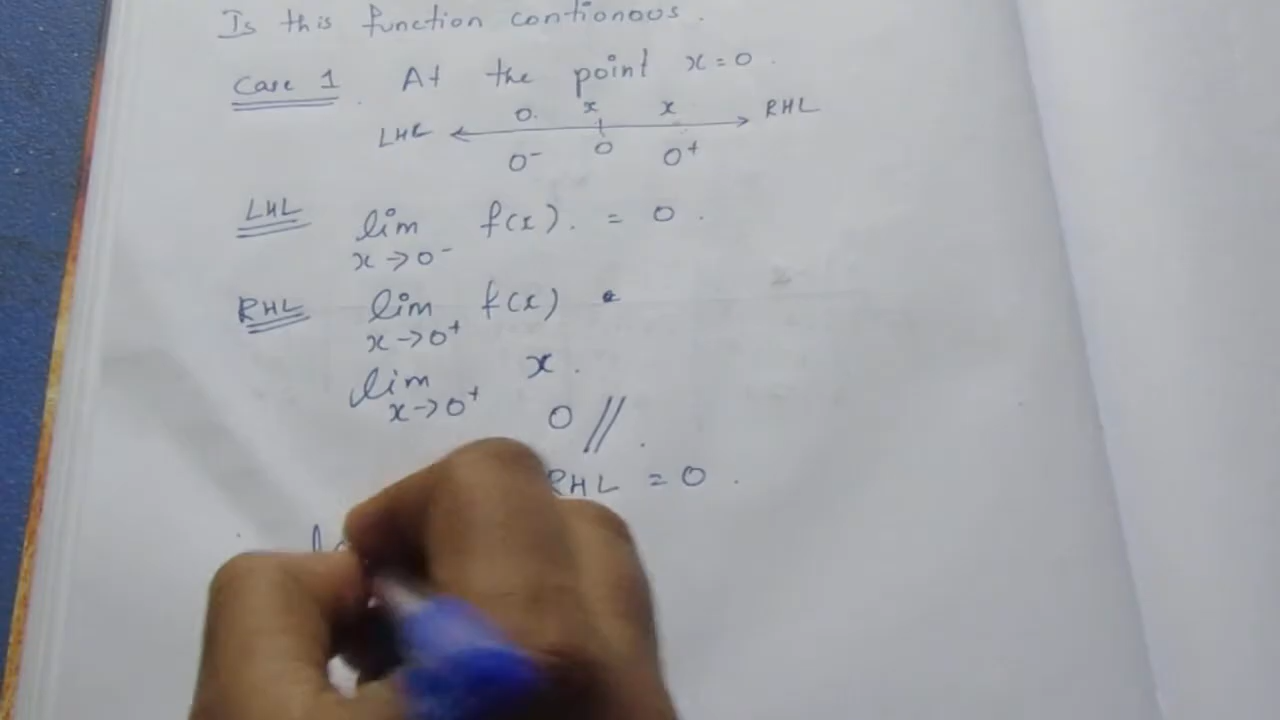 Is this function contionous.
Case 1. At the point x=0.
0. x x
LHL RHL
0⁻ 0 0⁺
LHL lim f(x). = 0.
x→0⁻
RHL lim f(x)
x→0⁺
lim x.
x→0⁺
0 //.
RHL = 0.